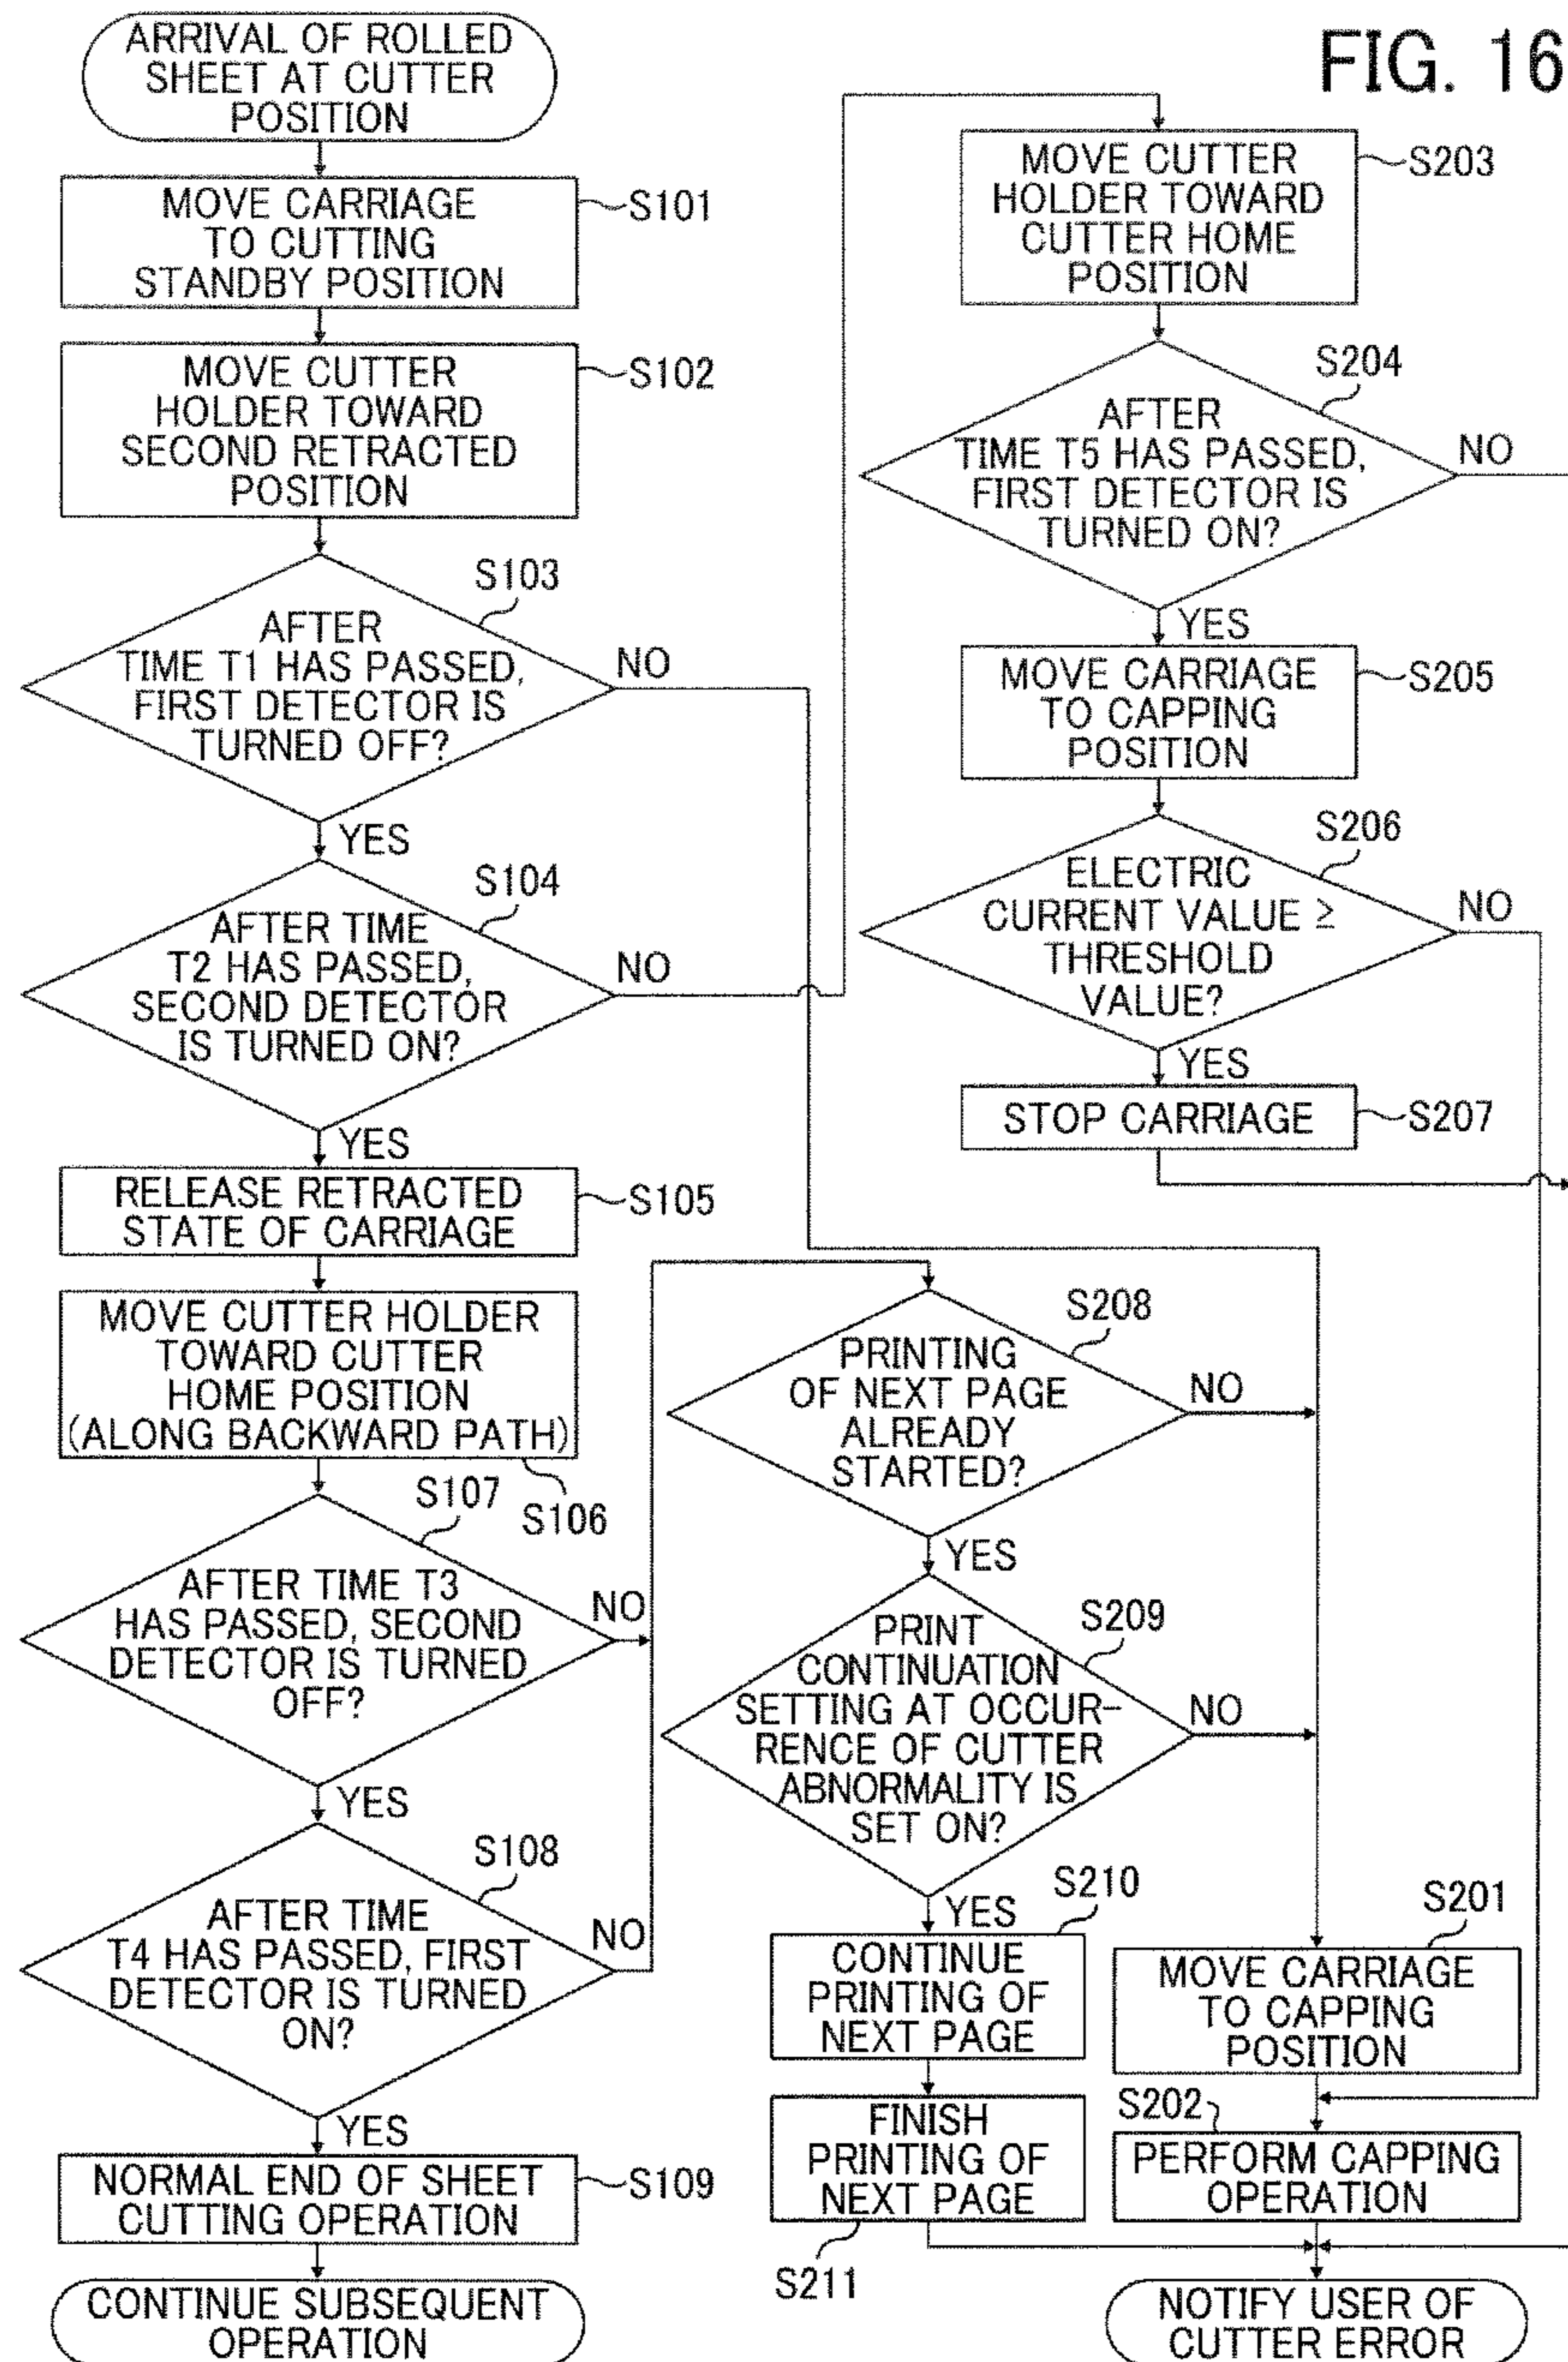 FIG. 16
ARRIVAL OF ROLLED
SHEET AT CUTTER
POSITION
MOVE CARRIAGE
TO CUTTING
STANDBY POSITION
S101
MOVE CUTTER
HOLDER TOWARD
SECOND RETRACTED
POSITION
S102
S103
AFTER
TIME T1 HAS PASSED,
FIRST DETECTOR IS
TURNED OFF?
NO
YES
S104
AFTER TIME
T2 HAS PASSED,
SECOND DETECTOR
IS TURNED ON?
NO
YES
RELEASE RETRACTED
STATE OF CARRIAGE
S105
MOVE CUTTER HOLDER
TOWARD CUTTER
HOME POSITION
(ALONG BACKWARD PATH)
S106
S107
AFTER TIME T3
HAS PASSED, SECOND
DETECTOR IS TURNED
OFF?
NO
YES
S108
AFTER TIME
T4 HAS PASSED, FIRST
DETECTOR IS TURNED
ON?
NO
YES
NORMAL END OF SHEET
CUTTING OPERATION
S109
CONTINUE SUBSEQUENT
OPERATION
MOVE CUTTER
HOLDER TOWARD
CUTTER HOME
POSITION
S203
S204
AFTER
TIME T5 HAS PASSED,
FIRST DETECTOR IS
TURNED ON?
NO
YES
MOVE CARRIAGE
TO CAPPING
POSITION
S205
S206
ELECTRIC
CURRENT VALUE ≥
THRESHOLD
VALUE?
NO
YES
STOP CARRIAGE
S207
S208
PRINTING
OF NEXT PAGE
ALREADY
STARTED?
NO
YES
S209
PRINT
CONTINUATION
SETTING AT OCCUR-
RENCE OF CUTTER
ABNORMALITY IS
SET ON?
NO
YES
S210
CONTINUE
PRINTING OF
NEXT PAGE
FINISH
PRINTING OF
NEXT PAGE
S211
S201
MOVE CARRIAGE
TO CAPPING
POSITION
S202
PERFORM CAPPING
OPERATION
NOTIFY USER OF
CUTTER ERROR